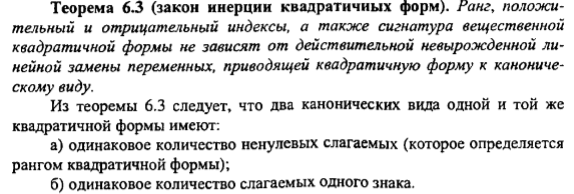 Теорема 6.3 (закон инерции квадратичных форм). Ранг, положи-
тельный и отрицательный индексы, а также сигнатура вещественной
квадратичной формы не зависят от действительной невырожденной ли-
нейной замены переменных, приводящей квадратичную форму к канониче-
скому виду.
Из теоремы 6.3 следует, что два канонических вида одной и той же
квадратичной формы имеют:
а) одинаковое количество ненулевых слагаемых (которое определяется
рангом квадратичной формы);
б) одинаковое количество слагаемых одного знака.